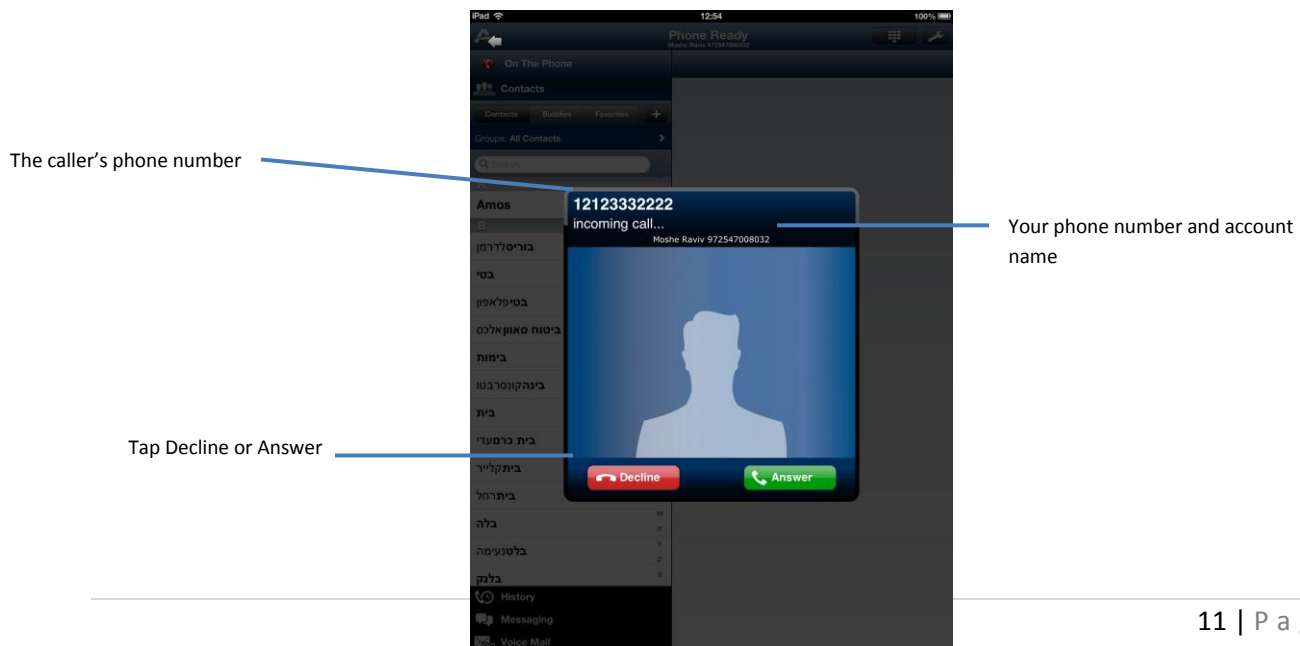 iPad 12:54 100%
Phone Ready
Moshe Raviv 972547008032
On The Phone
Contacts
Contacts Buddies Favorites +
Groups: All Contacts
Search
The caller's phone number
Amos
B
12123332222
incoming call...
Moshe Raviv 972547008032
Your phone number and account
name
בוריסלדרמן
בטי
בטיפלאפון
ביטוח סאווןאלכס
בימות
בינהקונסרבטו
בית
בית כרםעדי
ביתקלייר
ביתרחל
בלה
בלטנעימה
בלנק
Tap Decline or Answer
Decline
Answer
W
X
Y
Z
History
Messaging
Voice Mail
11 | P a